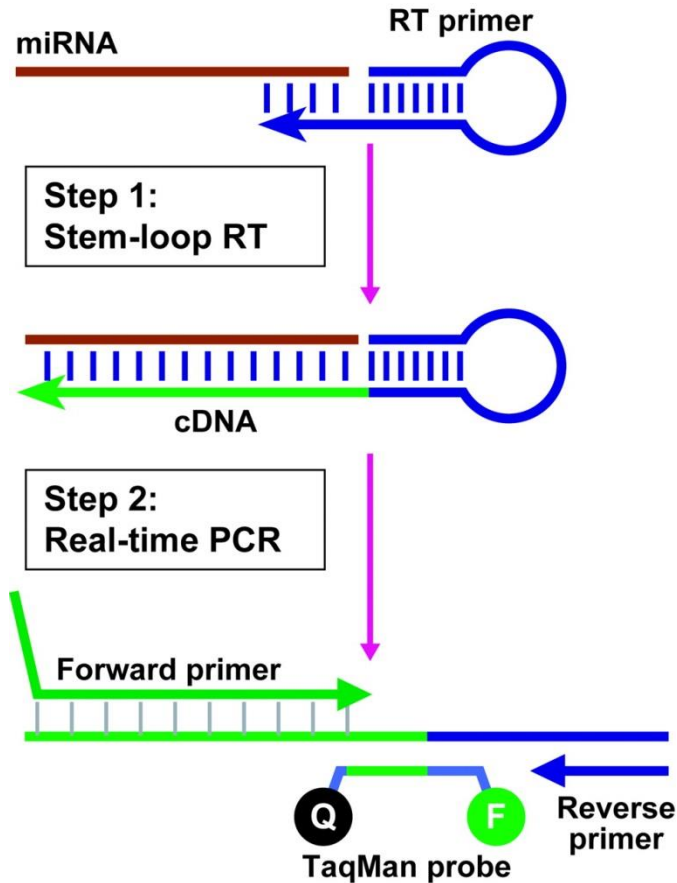 RT primer
miRNA
Step 1:
Stem-loop RT
cDNA
Step 2:
Real-time PCR
Forward primer
Q
F
Reverse
primer
TaqMan probe